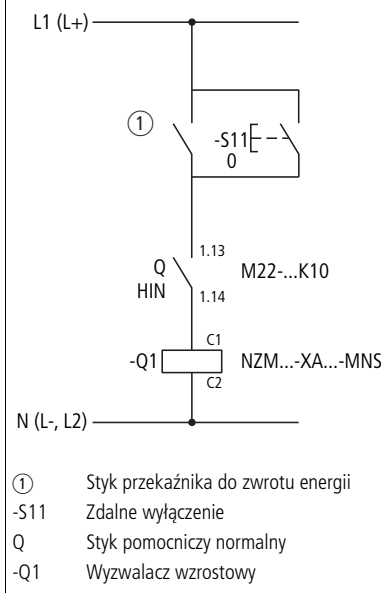 L1 (L+)
1
-S11
0
1.13
Q
M22-...K10
HIN
1.14
C1
-Q1
NZM...-XA...-MNS
C2
N (L-, L2)
1 Styk przekaźnika do zwrotu energii
-S11 Zdalne wyłączenie
Q Styk pomocniczy normalny
-Q1 Wyzwalacz wzrostowy